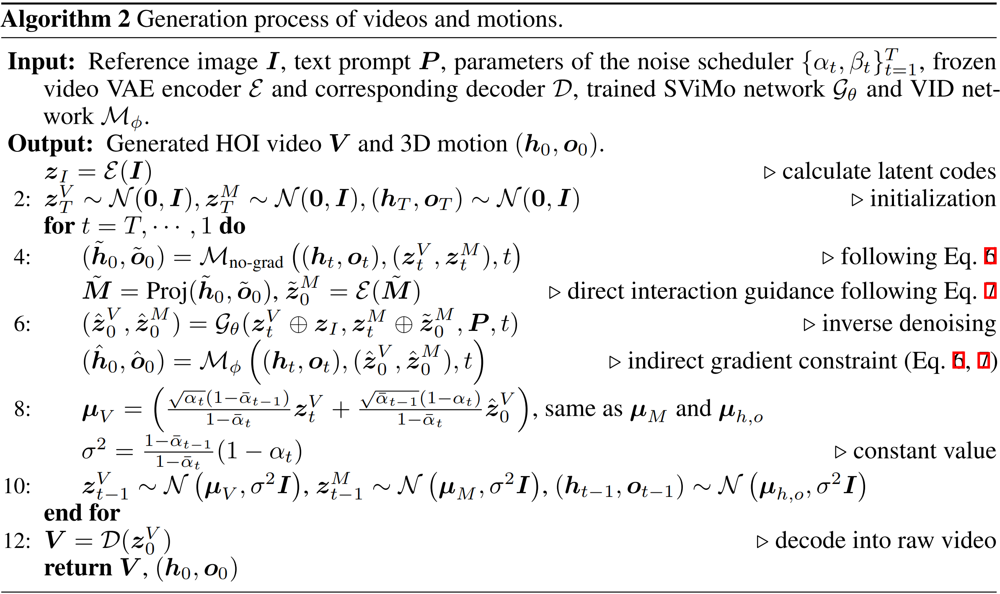 Algorithm 2 Generation process of videos and motions.
Input: Reference image $\boldsymbol{I}$, text prompt $\boldsymbol{P}$, parameters of the noise scheduler $\{\alpha_t, \beta_t\}_{t=1}^{T}$, frozen
video VAE encoder $\mathcal{E}$ and corresponding decoder $\mathcal{D}$, trained SViMo network $\mathcal{G}_\theta$ and VID net-
work $\mathcal{M}_\phi$.
Output: Generated HOI video $\boldsymbol{V}$ and 3D motion $(\boldsymbol{h}_0, \boldsymbol{o}_0)$.
$\boldsymbol{z}_I = \mathcal{E}(\boldsymbol{I})$ ▷ calculate latent codes
2: $\boldsymbol{z}_T^V \sim \mathcal{N}(\mathbf{0}, \boldsymbol{I}), \boldsymbol{z}_T^M \sim \mathcal{N}(\mathbf{0}, \boldsymbol{I}), (\boldsymbol{h}_T, \boldsymbol{o}_T) \sim \mathcal{N}(\mathbf{0}, \boldsymbol{I})$ ▷ initialization
for $t = T, \cdots, 1$ do
4: $(\tilde{\boldsymbol{h}}_0, \tilde{\boldsymbol{o}}_0) = \mathcal{M}_{\text{no-grad}}\left((\boldsymbol{h}_t, \boldsymbol{o}_t), (\boldsymbol{z}_t^V, \boldsymbol{z}_t^M), t\right)$ ▷ following Eq. 6
$\tilde{\boldsymbol{M}} = \text{Proj}(\tilde{\boldsymbol{h}}_0, \tilde{\boldsymbol{o}}_0), \tilde{\boldsymbol{z}}_0^M = \mathcal{E}(\tilde{\boldsymbol{M}})$ ▷ direct interaction guidance following Eq. 7
6: $(\hat{\boldsymbol{z}}_0^V, \hat{\boldsymbol{z}}_0^M) = \mathcal{G}_\theta(\boldsymbol{z}_t^V \oplus \boldsymbol{z}_I, \boldsymbol{z}_t^M \oplus \tilde{\boldsymbol{z}}_0^M, \boldsymbol{P}, t)$ ▷ inverse denoising
$(\hat{\boldsymbol{h}}_0, \hat{\boldsymbol{o}}_0) = \mathcal{M}_\phi\left((\boldsymbol{h}_t, \boldsymbol{o}_t), (\hat{\boldsymbol{z}}_0^V, \hat{\boldsymbol{z}}_0^M), t\right)$ ▷ indirect gradient constraint (Eq. 6, 7)
8: $\boldsymbol{\mu}_V = \left(\frac{\sqrt{\alpha_t}(1-\bar{\alpha}_{t-1})}{1-\bar{\alpha}_t}\boldsymbol{z}_t^V + \frac{\sqrt{\bar{\alpha}_{t-1}}(1-\alpha_t)}{1-\bar{\alpha}_t}\hat{\boldsymbol{z}}_0^V\right)$, same as $\boldsymbol{\mu}_M$ and $\boldsymbol{\mu}_{h,o}$
$\sigma^2 = \frac{1-\bar{\alpha}_{t-1}}{1-\bar{\alpha}_t}(1-\alpha_t)$ ▷ constant value
10: $\boldsymbol{z}_{t-1}^V \sim \mathcal{N}\left(\boldsymbol{\mu}_V, \sigma^2\boldsymbol{I}\right), \boldsymbol{z}_{t-1}^M \sim \mathcal{N}\left(\boldsymbol{\mu}_M, \sigma^2\boldsymbol{I}\right), (\boldsymbol{h}_{t-1}, \boldsymbol{o}_{t-1}) \sim \mathcal{N}\left(\boldsymbol{\mu}_{h,o}, \sigma^2\boldsymbol{I}\right)$
end for
12: $\boldsymbol{V} = \mathcal{D}(\boldsymbol{z}_0^V)$ ▷ decode into raw video
return $\boldsymbol{V}, (\boldsymbol{h}_0, \boldsymbol{o}_0)$